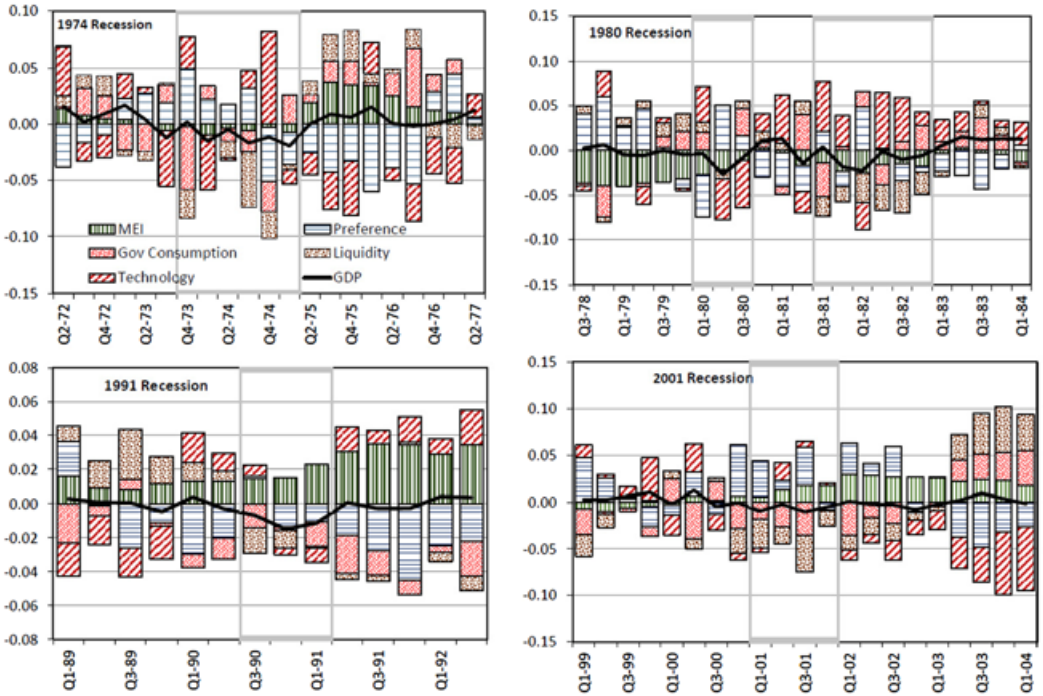 1974 Recession
0.10
0.05
0.00
-0.05
-0.10
-0.15
MEI
Preference
Gov Consumption
Liquidity
Technology
GDP
Q2-72
Q4-72
Q2-73
Q4-73
Q2-74
Q4-74
Q2-75
Q4-75
Q2-76
Q4-76
Q2-77
1980 Recession
0.15
0.10
0.05
0.00
-0.05
-0.10
-0.15
Q3-78
Q1-79
Q3-79
Q1-80
Q3-80
Q1-81
Q3-81
Q1-82
Q3-82
Q1-83
Q3-83
Q1-84
1991 Recession
0.08
0.06
0.04
0.02
0.00
-0.02
-0.04
-0.06
-0.08
Q1-89
Q3-89
Q1-90
Q3-90
Q1-91
Q3-91
Q1-92
2001 Recession
0.15
0.10
0.05
0.00
-0.05
-0.10
-0.15
Q1-99
Q3-99
Q1-00
Q3-00
Q1-01
Q3-01
Q1-02
Q3-02
Q1-03
Q3-03
Q1-04